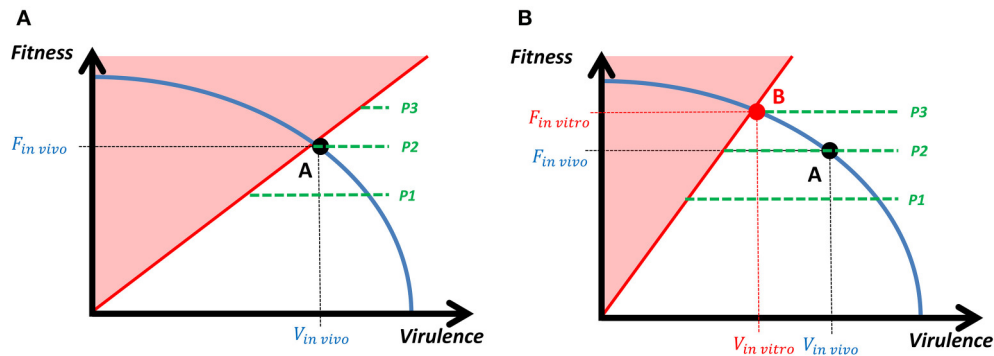 A
Fitness
P3
F in vivo
P2
A
P1
V in vivo
Virulence
B
Fitness
B
F in vitro
P3
F in vivo
P2
A
P1
V in vitro
V in vivo
Virulence